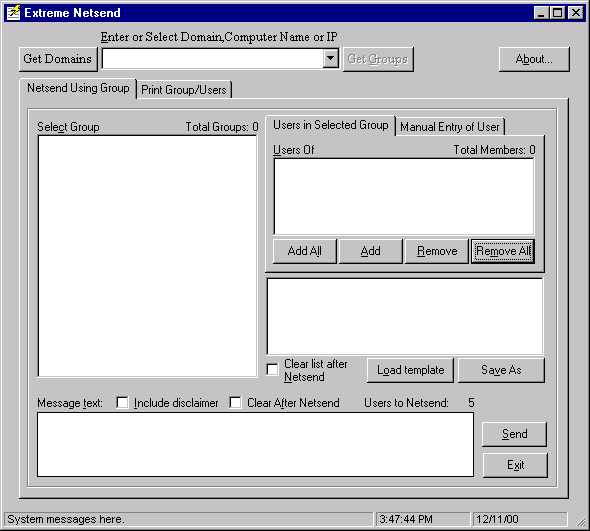 Extreme Netsend
Enter or Select Domain,Computer Name or IP
Get Domains
Get Groups
About...
Netsend Using Group
Print Group/Users
Select Group
Total Groups: 0
Users in Selected Group
Manual Entry of User
Users Of
Total Members: 0
Add All
Add
Remove
Remove All
Clear list after
Netsend
Load template
Save As
Message text:
Include disclaimer
Clear After Netsend
Users to Netsend: 5
Send
Exit
System messages here.
3:47:44 PM
12/11/00